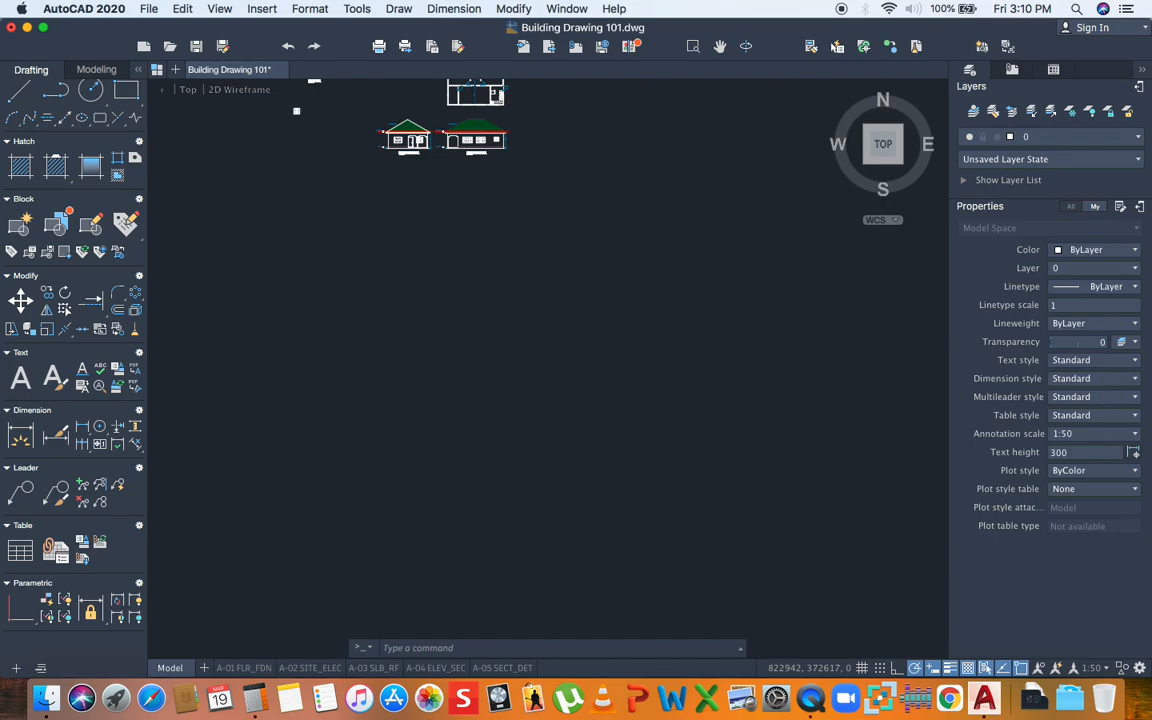 AutoCAD 2020 File Edit View Insert Format Tools Draw Dimension Modify Window Help 100% Fri 3:10 PM
Building Drawing 101.dwg
Sign In
Drafting Modeling Building Drawing 101*
Top 2D Wireframe
Layers
N
W TOP E
S
WCS
0
Unsaved Layer State
Show Layer List
Hatch
Block
Modify
Text
Dimension
Leader
Table
Parametric
Properties All My
Model Space
Color ByLayer
Layer 0
Linetype ByLayer
Linetype scale 1
Lineweight ByLayer
Transparency 0
Text style Standard
Dimension style Standard
Multileader style Standard
Table style Standard
Annotation scale 1:50
Text height 300
Plot style ByColor
Plot style table None
Plot style attac... Model
Plot table type Not available
>_ Type a command
Model A-01 FLR_FDN A-02 SITE_ELEC A-03 SLB_RF A-04 ELEV_SEC A-05 SECT_DET 822942, 372617, 0 1:50